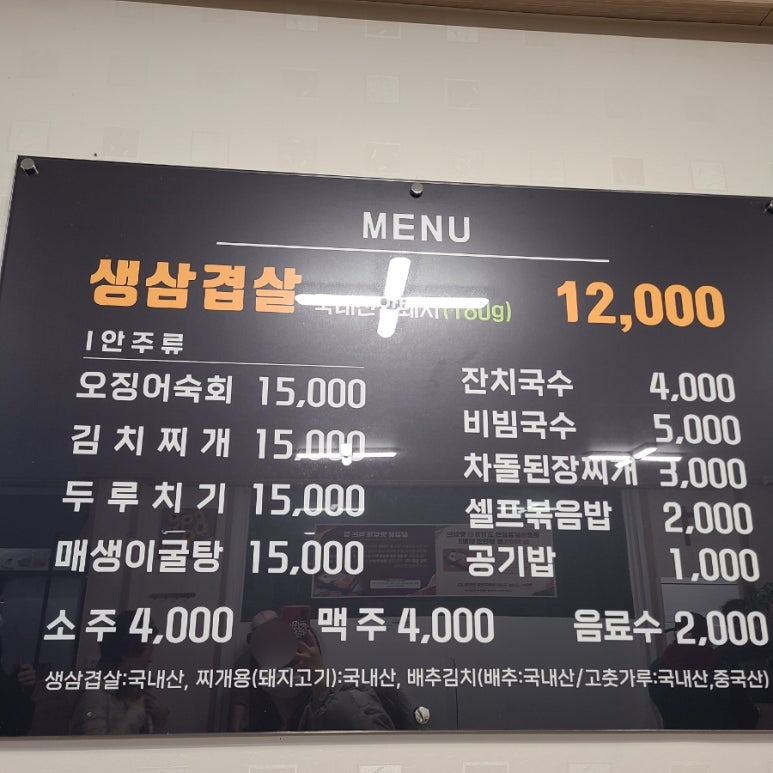 MENU
생삼겹살 (180g) 12,000
안주류
오징어숙회 15,000
잔치국수 4,000
김치찌개 15,000
비빔국수 5,000
차돌된장찌개 3,000
두루치기 15,000
셀프볶음밥 2,000
매생이굴탕 15,000
공기밥 1,000
소주 4,000 맥주 4,000 음료수 2,000
생삼겹살:국내산, 찌개용(돼지고기):국내산, 배추김치(배추:국내산/고춧가루:국내산,중국산)